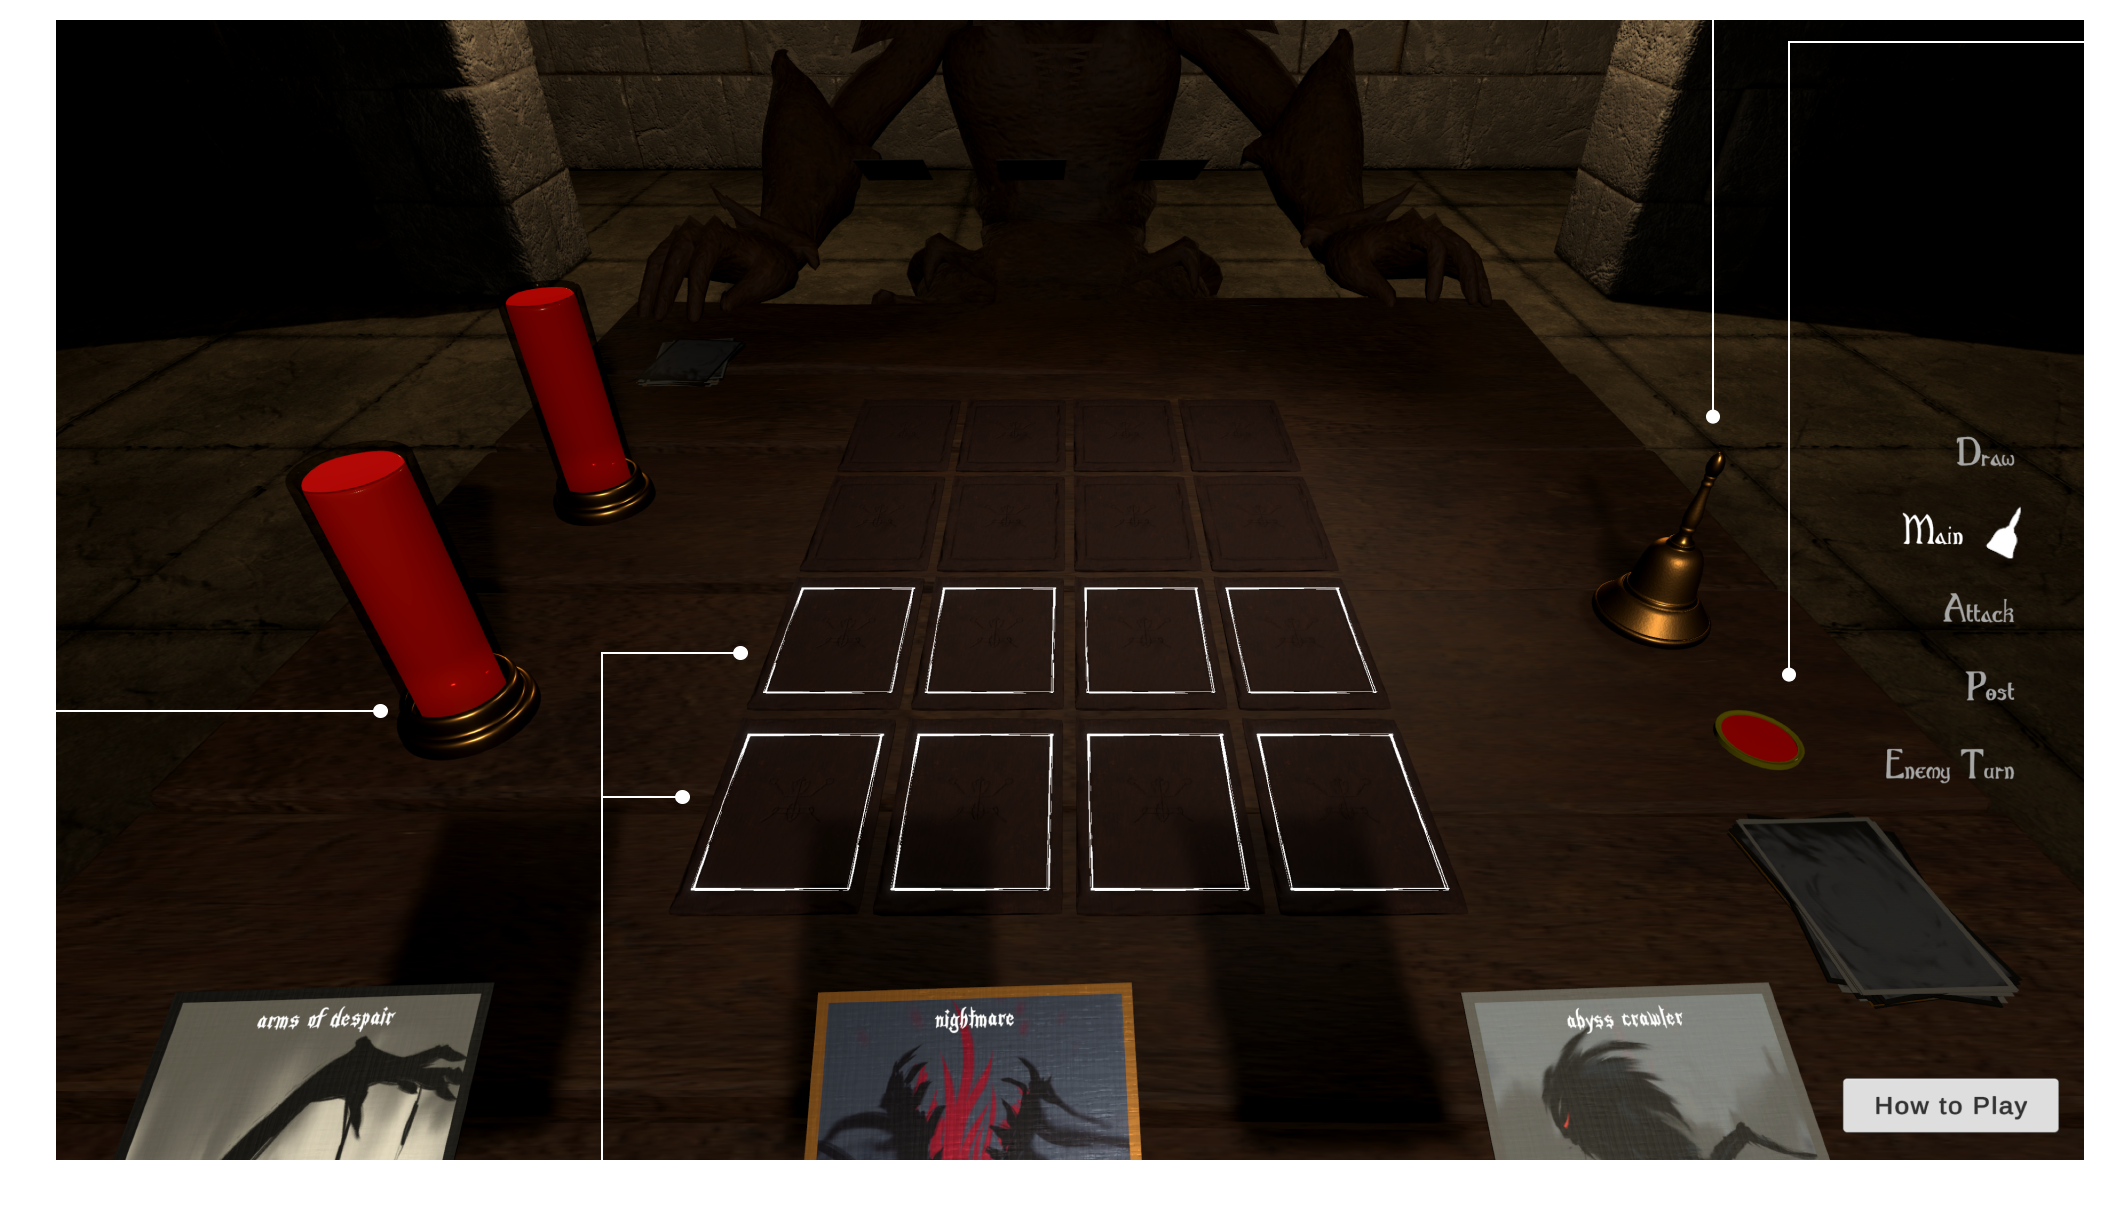 Draw
Main
Attack
Post
Enemy Turn
arms of despair
nightmare
abyss crawler
How to Play